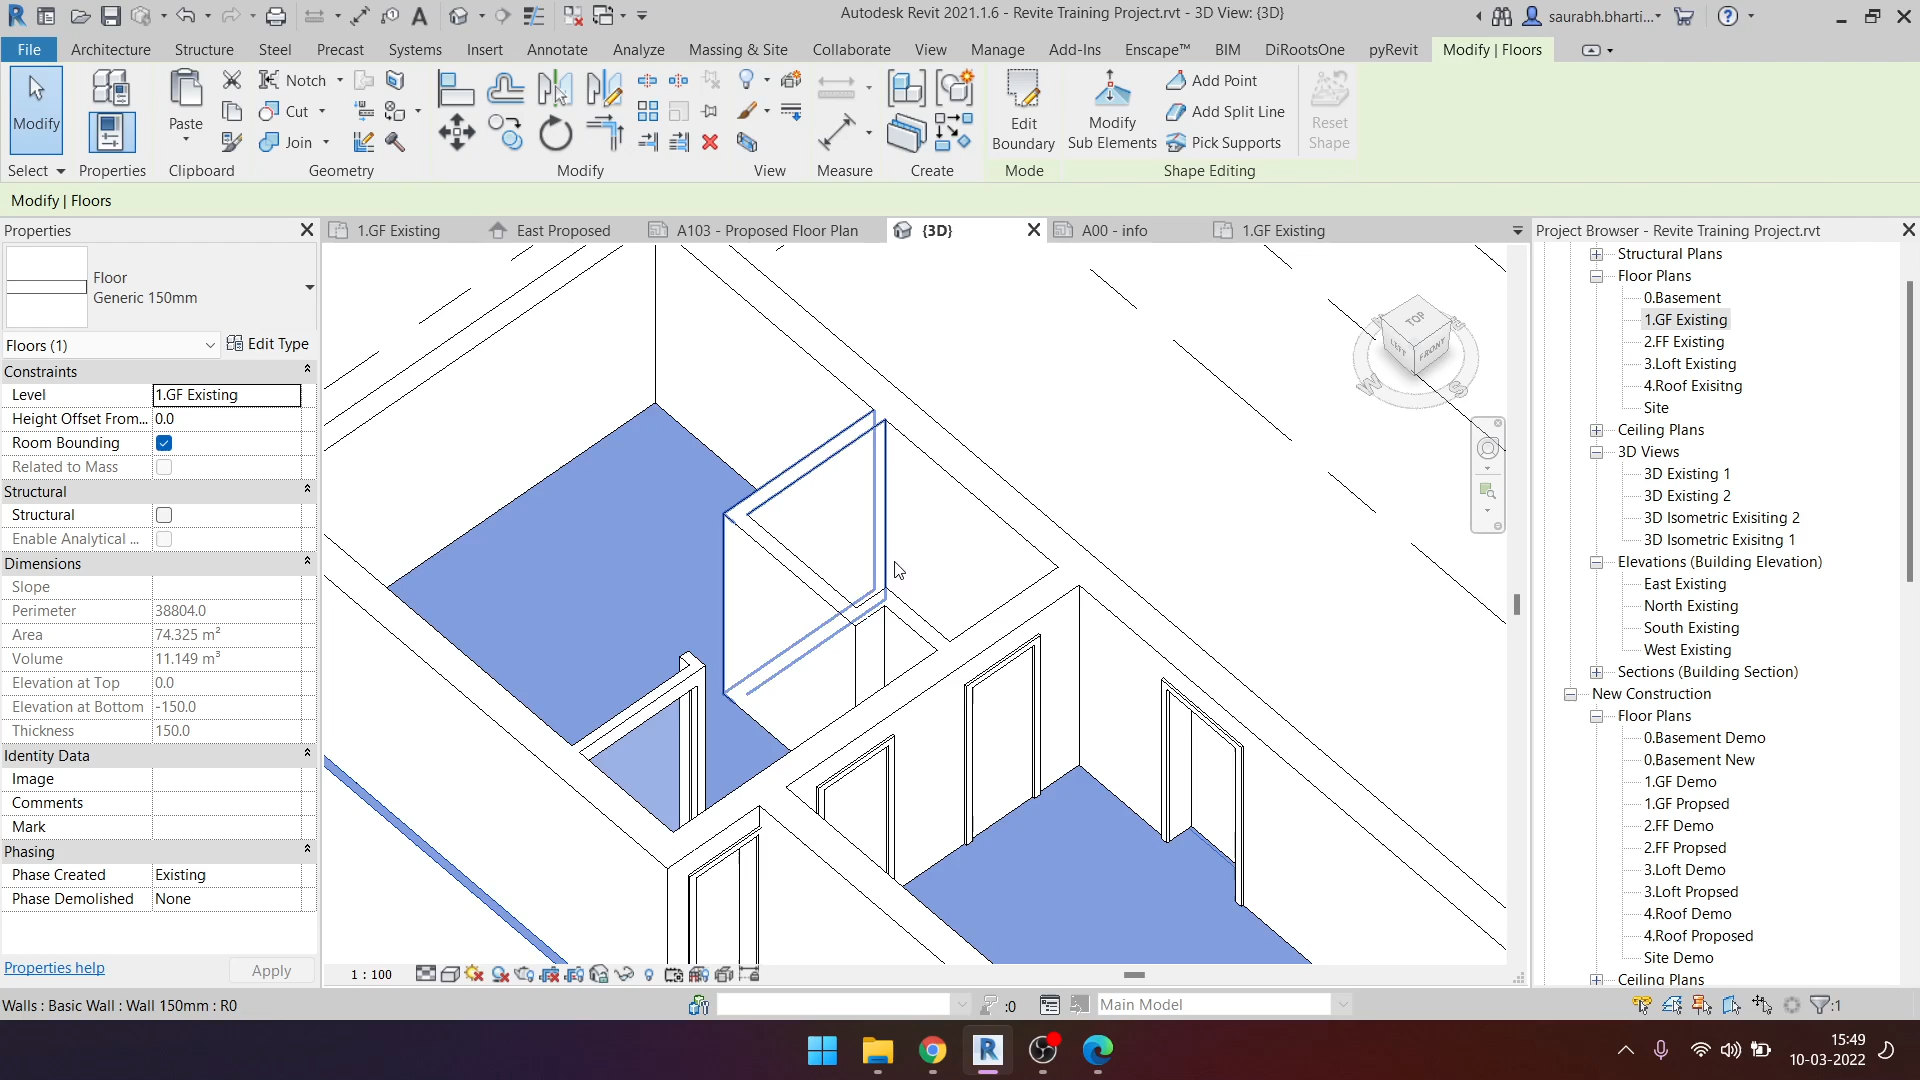 Autodesk Revit 2021.1.6 - Revite Training Project.rvt - 3D View: {3D}
saurabh.bharti...
File Architecture Structure Steel Precast Systems Insert Annotate Analyze Massing & Site Collaborate View Manage Add-Ins Enscape™ BIM DiRootsOne pyRevit Modify | Floors
Modify
Paste
Notch
Cut
Join
Edit Boundary
Modify Sub Elements
Add Point
Add Split Line
Pick Supports
Reset Shape
Select Properties Clipboard Geometry Modify View Measure Create Mode Shape Editing
Modify | Floors
Properties
1.GF Existing East Proposed A103 - Proposed Floor Plan {3D} A00 - info 1.GF Existing
Project Browser - Revite Training Project.rvt
Floor
Generic 150mm
Floors (1) Edit Type
Constraints
Level 1.GF Existing
Height Offset From... 0.0
Room Bounding
Related to Mass
Structural
Structural
Enable Analytical ...
Dimensions
Slope
Perimeter 38804.0
Area 74.325 m²
Volume 11.149 m³
Elevation at Top 0.0
Elevation at Bottom -150.0
Thickness 150.0
Identity Data
Image
Comments
Mark
Phasing
Phase Created Existing
Phase Demolished None
Properties help Apply
TOP
LEFT
FRONT
W
S
1 : 100
Structural Plans
Floor Plans
0.Basement
1.GF Existing
2.FF Existing
3.Loft Existing
4.Roof Exisitng
Site
Ceiling Plans
3D Views
3D Existing 1
3D Existing 2
3D Isometric Exisiting 2
3D Isometric Exisitng 1
Elevations (Building Elevation)
East Existing
North Existing
South Existing
West Existing
Sections (Building Section)
New Construction
Floor Plans
0.Basement Demo
0.Basement New
1.GF Demo
1.GF Propsed
2.FF Demo
2.FF Propsed
3.Loft Demo
3.Loft Propsed
4.Roof Demo
4.Roof Proposed
Site Demo
Ceiling Plans
Walls : Basic Wall : Wall 150mm : R0
:0
Main Model
:1
15:49
10-03-2022